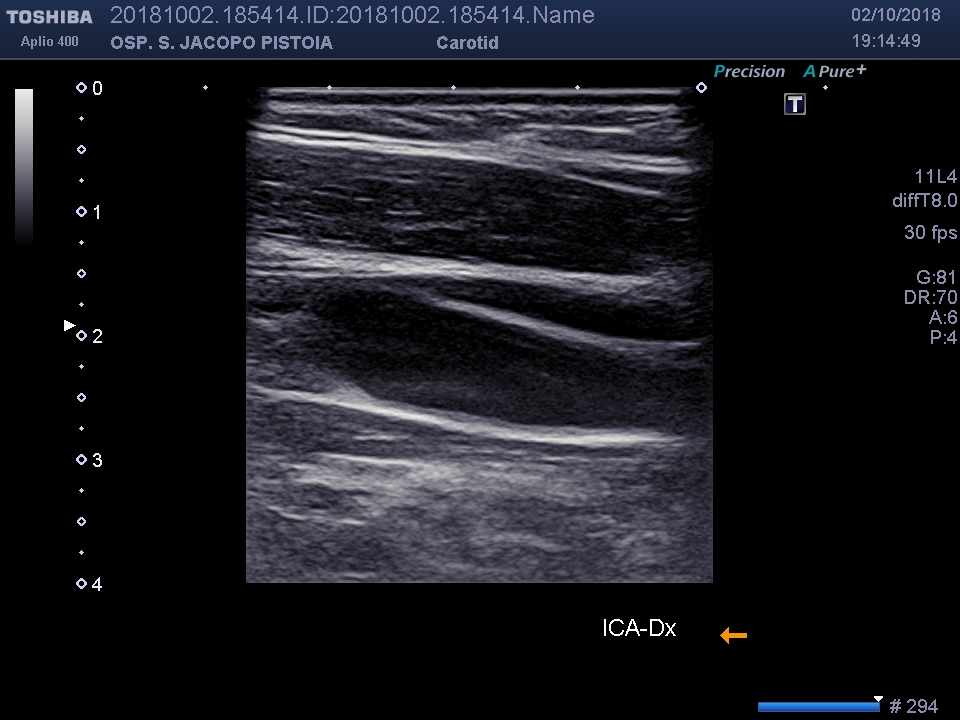 TOSHIBA 20181002.185414.ID:20181002.185414.Name 02/10/2018
Aplio 400 OSP. S. JACOPO PISTOIA Carotid 19:14:49
Precision A Pure+
T
0
1
2
3
4
11L4
diffT8.0
30 fps
G:81
DR:70
A:6
P:4
ICA-Dx
# 294